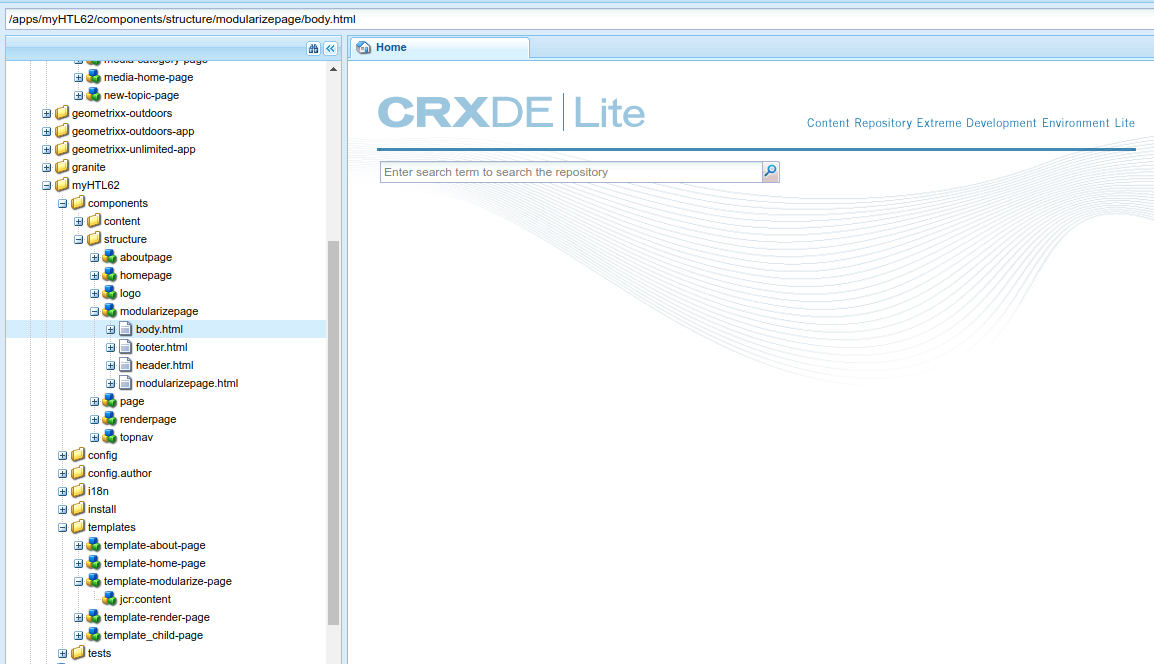 /apps/myHTL62/components/structure/modularizepage/body.html
media-category-page
media-home-page
new-topic-page
geometrixx-outdoors
geometrixx-outdoors-app
geometrixx-unlimited-app
granite
myHTL62
components
content
structure
aboutpage
homepage
logo
modularizepage
body.html
footer.html
header.html
modularizepage.html
page
renderpage
topnav
config
config.author
i18n
install
templates
template-about-page
template-home-page
template-modularize-page
jcr:content
template-render-page
template_child-page
tests
Home
CRXDE Lite
Content Repository Extreme Development Environment Lite
Enter search term to search the repository